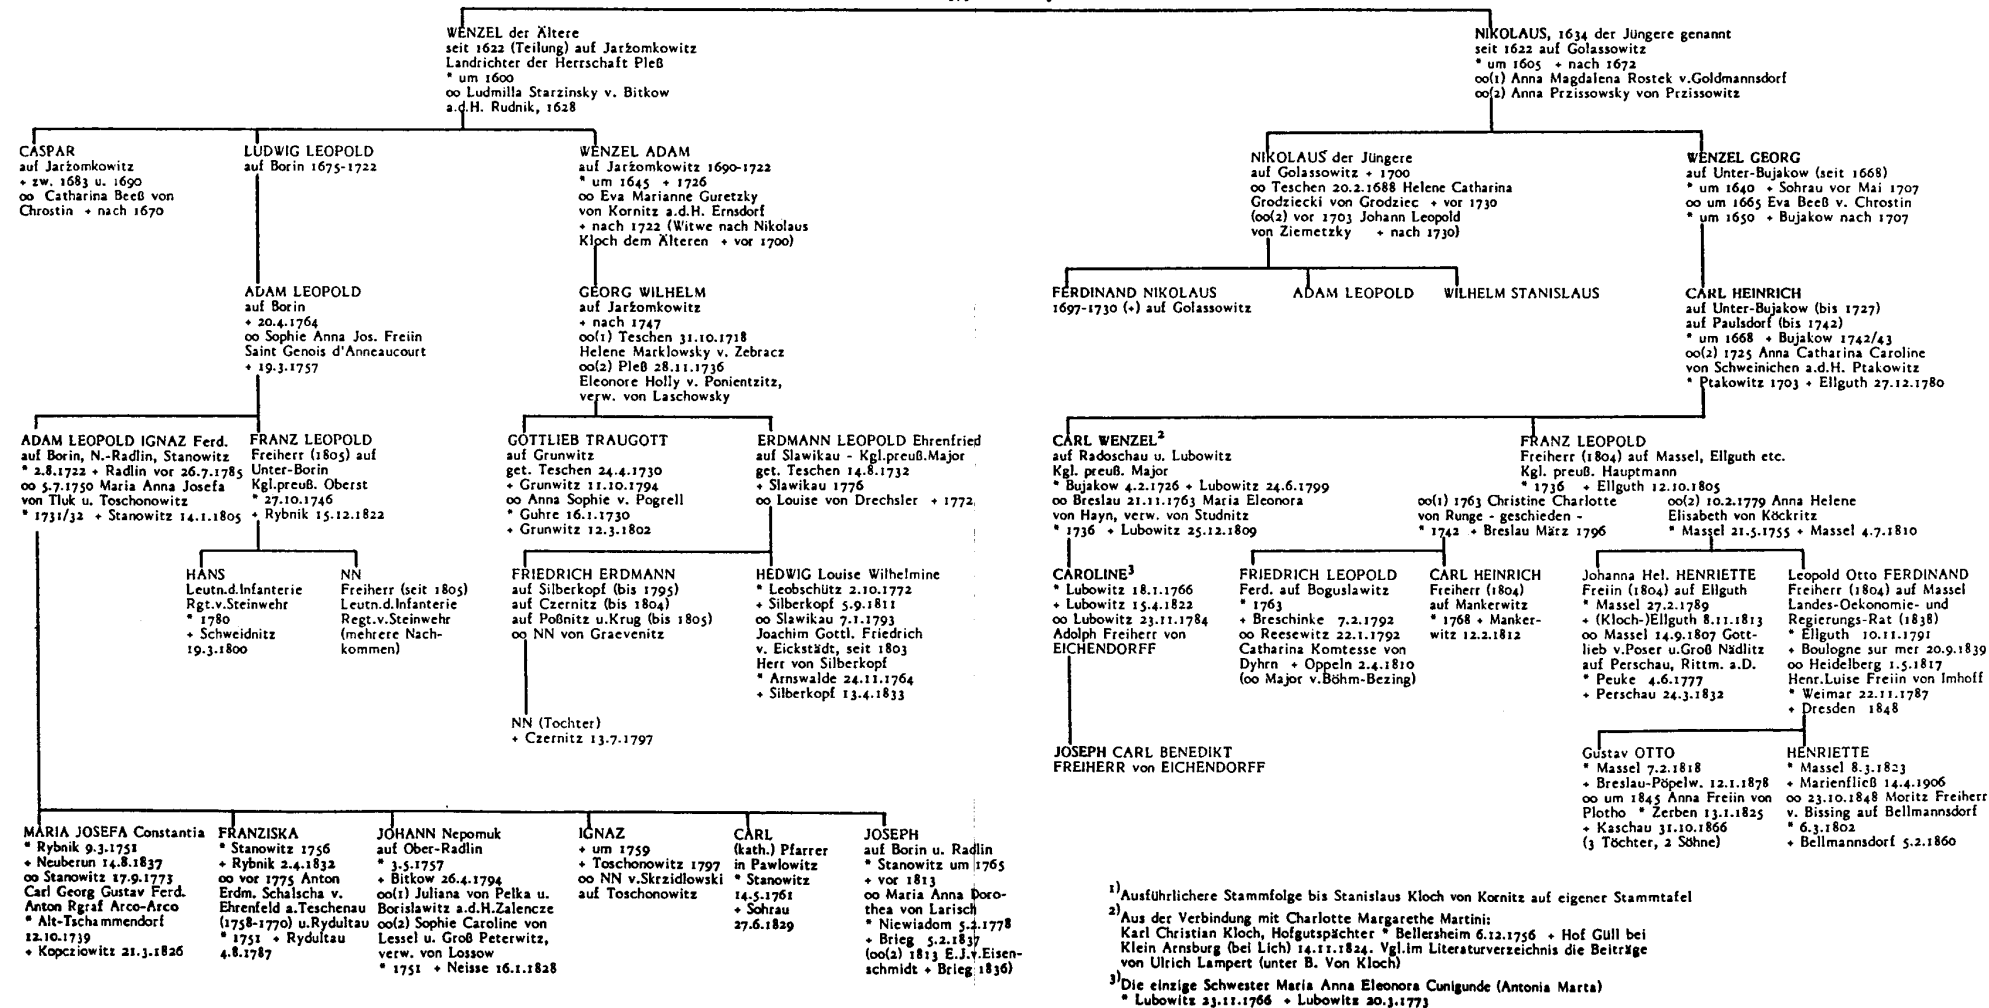 WENZEL der Ältere
seit 1622 (Teilung) auf Jarżomkowitz
Landrichter der Herrschaft Pleß
* um 1600
oo Ludmilla Starzinsky v. Bitkow
a.d.H. Rudnik, 1628
NIKOLAUS, 1634 der Jüngere genannt
seit 1622 auf Golassowitz
* um 1605 + nach 1672
oo(1) Anna Magdalena Rostek v.Goldmannsdorf
oo(2) Anna Przissowsky von Przissowitz
CASPAR
auf Jarżomkowitz
+ zw. 1683 u. 1690
oo Catharina Beeß von
Chrostin + nach 1670
LUDWIG LEOPOLD
auf Borin 1675-1722
WENZEL ADAM
auf Jarżomkowitz 1690-1722
* um 1645 + 1726
oo Eva Marianne Guretzky
von Kornitz a.d.H. Ernsdorf
+ nach 1722 (Witwe nach Nikolaus
Kloch dem Älteren + vor 1700)
NIKOLAUS der Jüngere
auf Golassowitz + 1700
oo Teschen 20.2.1688 Helene Catharina
Grodziecki von Grodziec + vor 1730
(oo(2) vor 1703 Johann Leopold
von Ziemetzky + nach 1730)
WENZEL GEORG
auf Unter-Bujakow (seit 1668)
* um 1640 + Sohrau vor Mai 1707
oo um 1665 Eva Beeß v. Chrostin
* um 1650 + Bujakow nach 1707
ADAM LEOPOLD
auf Borin
+ 20.4.1764
oo Sophie Anna Jos. Freiin
Saint Genois d'Anneaucourt
+ 19.3.1757
GEORG WILHELM
auf Jarżomkowitz
+ nach 1747
oo(1) Teschen 31.10.1718
Helene Marklowsky v. Zebracz
oo(2) Pleß 28.11.1736
Eleonore Holly v. Ponientzitz,
verw. von Laschowsky
FERDINAND NIKOLAUS
1697-1730 (+) auf Golassowitz
ADAM LEOPOLD
WILHELM STANISLAUS
CARL HEINRICH
auf Unter-Bujakow (bis 1727)
auf Paulsdorf (bis 1742)
* um 1668 + Bujakow 1742/43
oo(2) 1725 Anna Catharina Caroline
von Schweinichen a.d.H. Ptakowitz
* Ptakowitz 1703 + Ellguth 27.12.1780
ADAM LEOPOLD IGNAZ Ferd.
auf Borin, N.-Radlin, Stanowitz
* 2.8.1722 + Radlin vor 26.7.1785
oo 5.7.1750 Maria Anna Josefa
von Tluk u. Toschonowitz
* 1731/32 + Stanowitz 14.1.1805
FRANZ LEOPOLD
Freiherr (1805) auf
Unter-Borin
Kgl.preuß. Oberst
* 27.10.1746
+ Rybnik 15.12.1822
GOTTLIEB TRAUGOTT
auf Grunwitz
get. Teschen 24.4.1730
+ Grunwitz 11.10.1794
oo Anna Sophie v. Pogrell
* Guhre 16.1.1730
+ Grunwitz 12.3.1802
ERDMANN LEOPOLD Ehrenfried
auf Slawikau - Kgl.preuß.Major
get. Teschen 14.8.1732
+ Slawikau 1776
oo Louise von Drechsler + 1772
CARL WENZEL²
auf Radoschau u. Lubowitz
Kgl. preuß. Major
* Bujakow 4.2.1726 + Lubowitz 24.6.1799
oo Breslau 21.11.1763 Maria Eleonora
von Hayn, verw. von Studnitz
* 1736 + Lubowitz 25.12.1809
FRANZ LEOPOLD
Freiherr (1804) auf Massel, Ellguth etc.
Kgl. preuß. Hauptmann
* 1736 + Ellguth 12.10.1805
oo(1) 1763 Christine Charlotte
von Runge - geschieden -
* 1742 + Breslau März 1796
oo(2) 10.2.1779 Anna Helene
Elisabeth von Köckritz
* Massel 21.5.1755 + Massel 4.7.1810
HANS
Leutn.d.Infanterie
Rgt.v.Steinwehr
* 1780
+ Schweidnitz
19.3.1800
NN
Freiherr (seit 1805)
Leutn.d.Infanterie
Regt.v.Steinwehr
(mehrere Nach-
kommen)
FRIEDRICH ERDMANN
auf Silberkopf (bis 1795)
auf Czernitz (bis 1804)
auf Poßnitz u.Krug (bis 1805)
oo NN von Graevenitz
HEDWIG Louise Wilhelmine
* Leobschütz 2.10.1772
+ Silberkopf 5.9.1811
oo Slawikau 7.1.1793
Joachim Gottl. Friedrich
v. Eickstädt, seit 1803
Herr von Silberkopf
* Arnswalde 24.11.1764
+ Silberkopf 13.4.1833
CAROLINE³
* Lubowitz 18.1.1766
+ Lubowitz 15.4.1822
oo Lubowitz 23.11.1784
Adolph Freiherr von
EICHENDORFF
FRIEDRICH LEOPOLD
Ferd. auf Boguslawitz
* 1763
+ Breschinke 7.2.1792
oo Reesewitz 22.1.1792
Catharina Komtesse von
Dyhrn + Oppeln 2.4.1810
(oo Major v.Böhm-Bezing)
CARL HEINRICH
Freiherr (1804)
auf Mankerwitz
* 1768 + Manker-
witz 12.2.1812
Johanna Hel. HENRIETTE
Freiin (1804) auf Ellguth
* Massel 27.2.1789
+ (Kloch-)Ellguth 8.11.1813
oo Massel 14.9.1807 Gott-
lieb v.Poser u.Groß Nädlitz
auf Perschau, Rittm. a.D.
* Peuke 4.6.1777
+ Perschau 24.3.1832
Leopold Otto FERDINAND
Freiherr (1804) auf Massel
Landes-Oekonomie- und
Regierungs-Rat (1838)
* Ellguth 10.11.1791
+ Boulogne sur mer 20.9.1839
oo Heidelberg 1.5.1817
Henr.Luise Freiin von Imhoff
* Weimar 22.11.1787
+ Dresden 1848
NN (Tochter)
+ Czernitz 13.7.1797
JOSEPH CARL BENEDIKT
FREIHERR von EICHENDORFF
Gustav OTTO
* Massel 7.2.1818
+ Breslau-Pöpelw. 12.1.1878
oo um 1845 Anna Freiin von
Plotho * Zerben 13.1.1825
+ Kaschau 31.10.1866
(3 Töchter, 2 Söhne)
HENRIETTE
* Massel 8.3.1823
+ Marienfließ 14.4.1906
oo 23.10.1848 Moritz Freiherr
v. Bissing auf Bellmannsdorf
* 6.3.1802
+ Bellmannsdorf 5.2.1860
MARIA JOSEFA Constantia
* Rybnik 9.3.1751
+ Neuberun 14.8.1837
oo Stanowitz 17.9.1773
Carl Georg Gustav Ferd.
Anton Rgraf Arco-Arco
* Alt-Tschammendorf
12.10.1739
+ Kopcziowitz 21.3.1826
FRANZISKA
* Stanowitz 1756
+ Rybnik 2.4.1832
oo vor 1775 Anton
Erdm. Schalscha v.
Ehrenfeld a.Teschenau
(1758-1770) u.Rydultau
* 1751 + Rydultau
4.8.1787
JOHANN Nepomuk
auf Ober-Radlin
* 3.5.1757
+ Bitkow 26.4.1794
oo(1) Juliana von Pelka u.
Borislawitz a.d.H.Zalencze
oo(2) Sophie Caroline von
Lessel u. Groß Peterwitz,
verw. von Lossow
* 1751 + Neisse 16.1.1828
IGNAZ
+ um 1759
+ Toschonowitz 1797
oo NN v.Skrzidlowski
auf Toschonowitz
CARL
(kath.) Pfarrer
in Pawlowitz
* Stanowitz
14.5.1761
+ Sohrau
27.6.1829
JOSEPH
auf Borin u. Radlin
* Stanowitz um 1765
+ vor 1813
oo Maria Anna Doro-
thea von Larisch
* Niewiadom 5.2.1778
+ Brieg 5.2.1837
(oo(2) 1813 E.J.v.Eisen-
schmidt + Brieg 1836)
1)Ausführlichere Stammfolge bis Stanislaus Kloch von Kornitz auf eigener Stammtafel
2)Aus der Verbindung mit Charlotte Margarethe Martini:
Karl Christian Kloch, Hofgutspächter * Bellersheim 6.12.1756 + Hof Güll bei
Klein Arnsburg (bei Lich) 14.11.1824. Vgl.im Literaturverzeichnis die Beiträge
von Ulrich Lampert (unter B. Von Kloch)
3)Die einzige Schwester Maria Anna Eleonora Cunigunde (Antonia Marta)
* Lubowitz 23.11.1766 + Lubowitz 20.3.1773